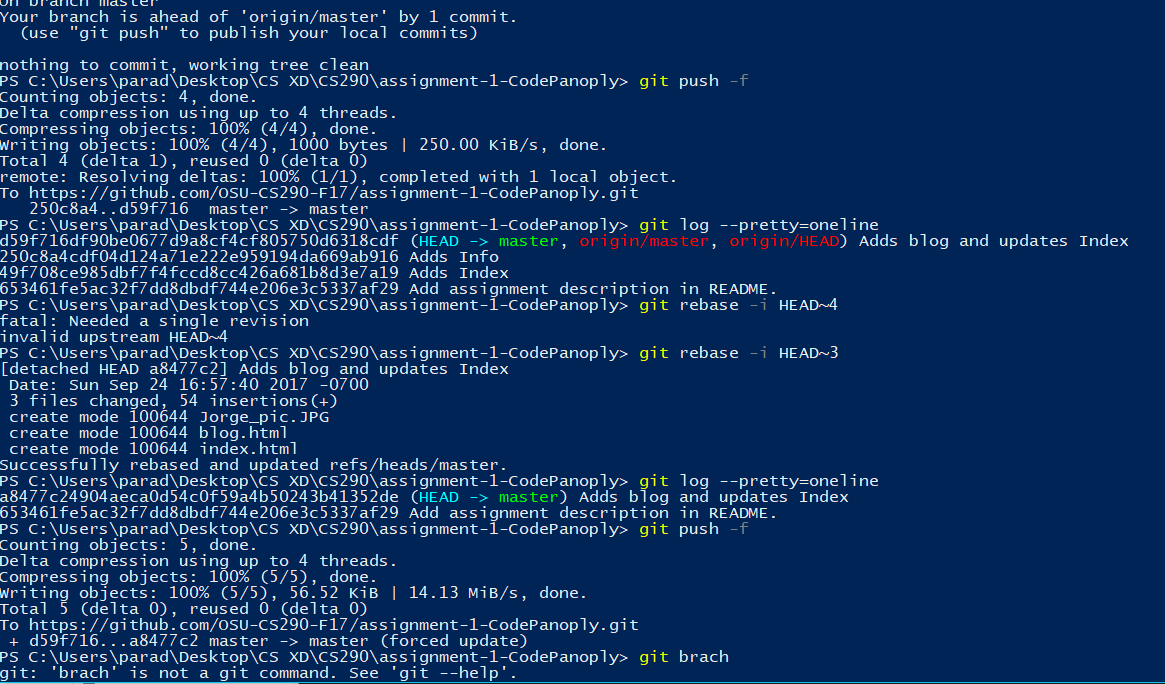 On branch master
Your branch is ahead of 'origin/master' by 1 commit.
  (use "git push" to publish your local commits)
nothing to commit, working tree clean
PS C:\Users\parad\Desktop\CS XD\CS290\assignment-1-CodePanoply> git push -f
Counting objects: 4, done.
Delta compression using up to 4 threads.
Compressing objects: 100% (4/4), done.
Writing objects: 100% (4/4), 1000 bytes | 250.00 KiB/s, done.
Total 4 (delta 1), reused 0 (delta 0)
remote: Resolving deltas: 100% (1/1), completed with 1 local object.
To https://github.com/OSU-CS290-F17/assignment-1-CodePanoply.git
   250c8a4..d59f716  master -> master
PS C:\Users\parad\Desktop\CS XD\CS290\assignment-1-CodePanoply> git log --pretty=oneline
d59f716df90be0677d9a8cf4cf805750d6318cdf (HEAD -> master, origin/master, origin/HEAD) Adds blog and updates Index
250c8a4cdf04d124a71e222e959194da669ab916 Adds Info
49f708ce985dbf7f4fccd8cc426a681b8d3e7a19 Adds Index
653461fe5ac32f7dd8dbdf744e206e3c5337af29 Add assignment description in README.
PS C:\Users\parad\Desktop\CS XD\CS290\assignment-1-CodePanoply> git rebase -i HEAD~4
fatal: Needed a single revision
invalid upstream HEAD~4
PS C:\Users\parad\Desktop\CS XD\CS290\assignment-1-CodePanoply> git rebase -i HEAD~3
[detached HEAD a8477c2] Adds blog and updates Index
 Date: Sun Sep 24 16:57:40 2017 -0700
 3 files changed, 54 insertions(+)
 create mode 100644 Jorge_pic.JPG
 create mode 100644 blog.html
 create mode 100644 index.html
Successfully rebased and updated refs/heads/master.
PS C:\Users\parad\Desktop\CS XD\CS290\assignment-1-CodePanoply> git log --pretty=oneline
a8477c24904aeca0d54c0f59a4b50243b41352de (HEAD -> master) Adds blog and updates Index
653461fe5ac32f7dd8dbdf744e206e3c5337af29 Add assignment description in README.
PS C:\Users\parad\Desktop\CS XD\CS290\assignment-1-CodePanoply> git push -f
Counting objects: 5, done.
Delta compression using up to 4 threads.
Compressing objects: 100% (5/5), done.
Writing objects: 100% (5/5), 56.52 KiB | 14.13 MiB/s, done.
Total 5 (delta 0), reused 0 (delta 0)
To https://github.com/OSU-CS290-F17/assignment-1-CodePanoply.git
 + d59f716...a8477c2 master -> master (forced update)
PS C:\Users\parad\Desktop\CS XD\CS290\assignment-1-CodePanoply> git brach
git: 'brach' is not a git command. See 'git --help'.